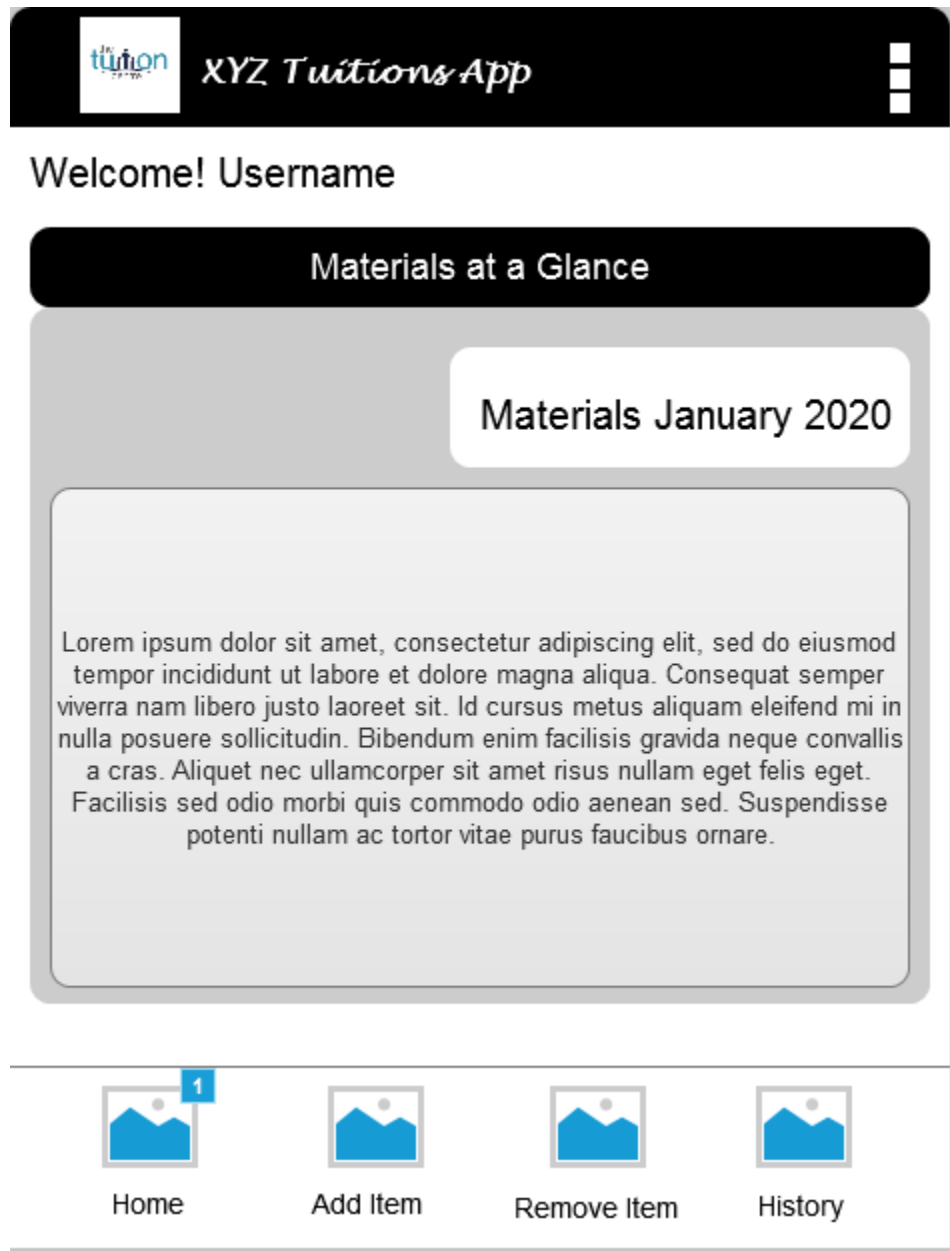 the
tuition
centre
XYZ Tuitions App
Welcome! Username
Materials at a Glance
Materials January 2020
Lorem ipsum dolor sit amet, consectetur adipiscing elit, sed do eiusmod
tempor incididunt ut labore et dolore magna aliqua. Consequat semper
viverra nam libero justo laoreet sit. Id cursus metus aliquam eleifend mi in
nulla posuere sollicitudin. Bibendum enim facilisis gravida neque convallis
a cras. Aliquet nec ullamcorper sit amet risus nullam eget felis eget.
Facilisis sed odio morbi quis commodo odio aenean sed. Suspendisse
potenti nullam ac tortor vitae purus faucibus ornare.
1
Home
Add Item
Remove Item
History